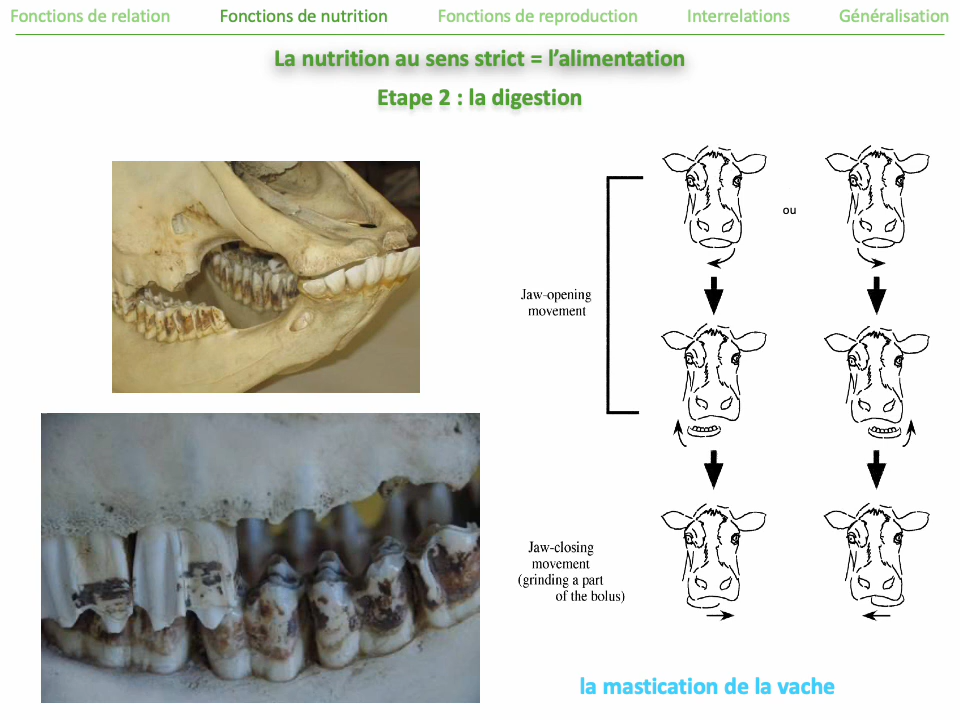 Fonctions de relation Fonctions de nutrition Fonctions de reproduction Interrelations Généralisation
La nutrition au sens strict = l’alimentation
Etape 2 : la digestion
ou
Jaw-opening
movement
Jaw-closing
movement
(grinding a part
of the bolus)
la mastication de la vache